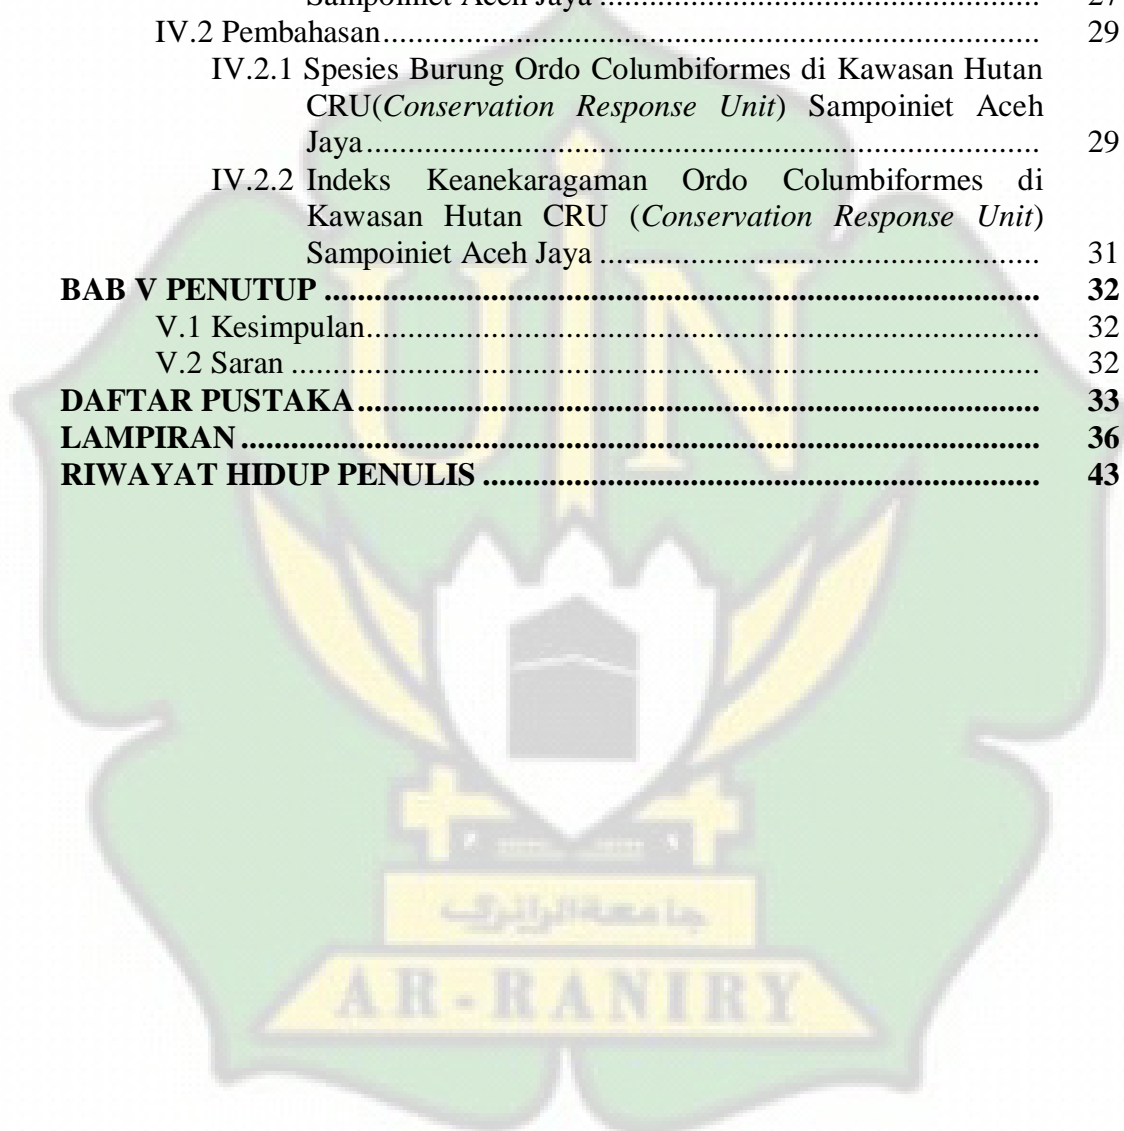 Sampoiniet Aceh Jaya ..................................................... 27
IV.2 Pembahasan................................................................................ 29
IV.2.1 Spesies Burung Ordo Columbiformes di Kawasan Hutan
CRU(Conservation Response Unit) Sampoiniet Aceh
Jaya.................................................................................. 29
IV.2.2 Indeks Keanekaragaman Ordo Columbiformes di
Kawasan Hutan CRU (Conservation Response Unit)
Sampoiniet Aceh Jaya ..................................................... 31
BAB V PENUTUP ....................................................................................... 32
V.1 Kesimpulan.................................................................................. 32
V.2 Saran ........................................................................................... 32
DAFTAR PUSTAKA................................................................................... 33
LAMPIRAN ................................................................................................. 36
RIWAYAT HIDUP PENULIS .................................................................... 43
UIN
جامعة الرانري
AR-RANIRY